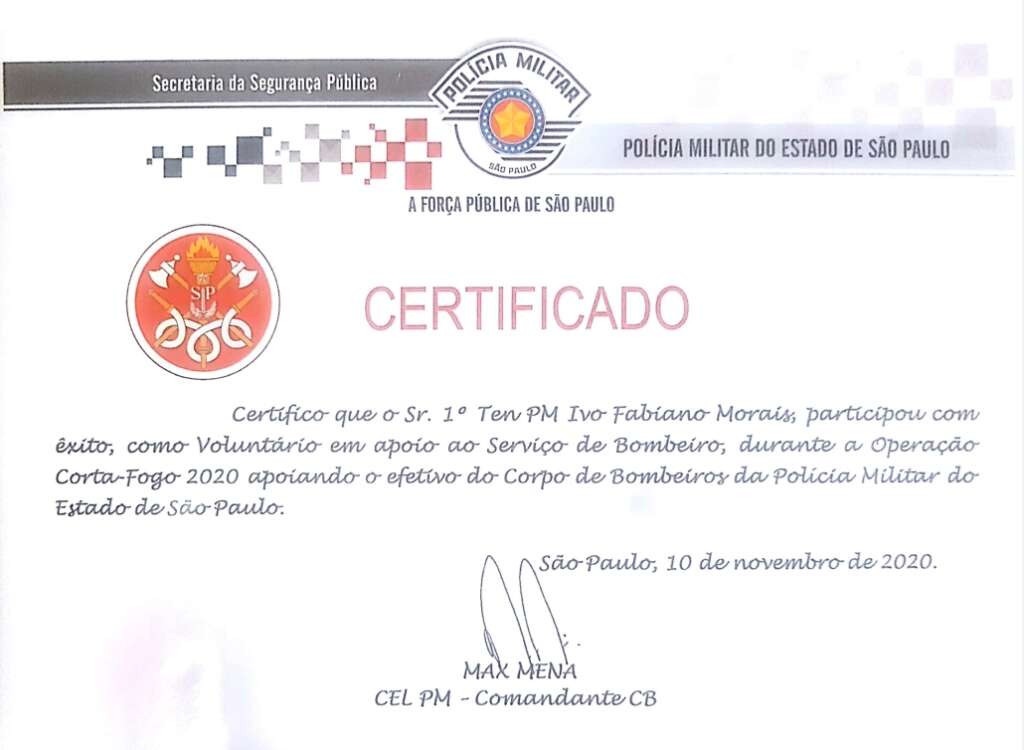 Secretaria da Segurança Pública
POLÍCIA MILITAR
SÃO PAULO
POLÍCIA MILITAR DO ESTADO DE SÃO PAULO
A FORÇA PÚBLICA DE SÃO PAULO
SP
CERTIFICADO
Certifico que o Sr. 1º Ten PM Ivo Fabiano Morais, participou com
êxito, como Voluntário em apoio ao Serviço de Bombeiro, durante a Operação
Corta-Fogo 2020 apoiando o efetivo do Corpo de Bombeiros da Polícia Militar do
Estado de São Paulo.
São Paulo, 10 de novembro de 2020.
MAX MENA
CEL PM - Comandante CB